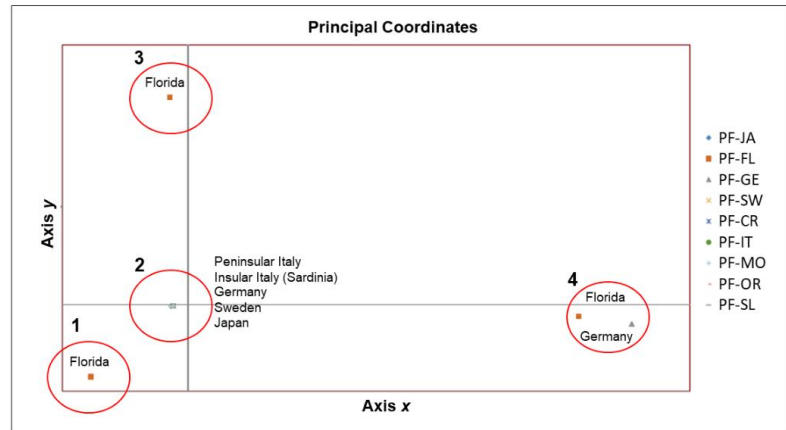 Principal Coordinates
3
Florida
Axis y
2
Peninsular Italy
Insular Italy (Sardinia)
Germany
Sweden
Japan
4
Florida
Germany
1
Florida
Axis x
PF-JA
PF-FL
PF-GE
PF-SW
PF-CR
PF-IT
PF-MO
PF-OR
PF-SL